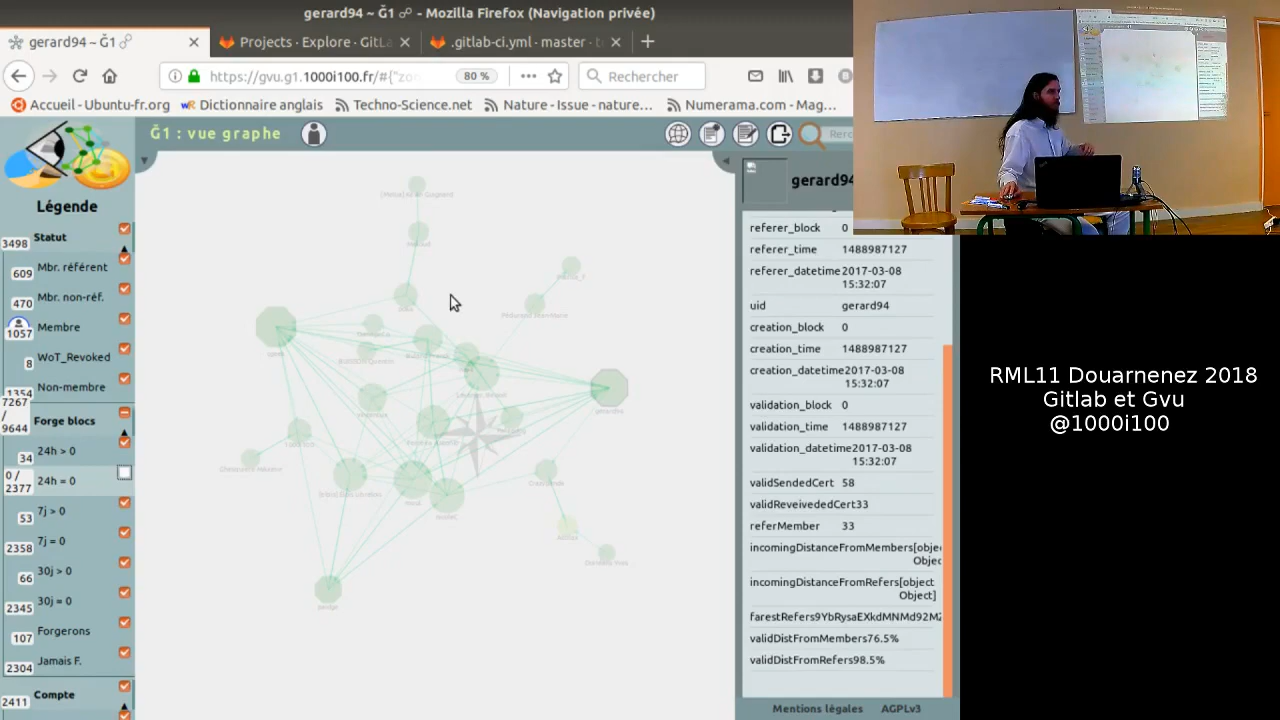 gerard94 ~ Ğ1 ☍ - Mozilla Firefox (Navigation privée)
gerard94 ~ Ğ1 ☍
Projects · Explore · GitLa
.gitlab-ci.yml · master ·
https://gvu.g1.1000i100.fr/#{"zoo
80 %
Rechercher
Accueil - Ubuntu-fr.org
Dictionnaire anglais
Techno-Science.net
Nature - Issue - nature...
Numerama.com - Mag...
Ğ1 : vue graphe
Légende
3498 Statut
609 Mbr. référent
470 Mbr. non-réf.
1057 Membre
8 WoT_Revoked
1354 Non-membre
7267 / 9644 Forge blocs
34 24h > 0
0 / 2377 24h = 0
53 7j > 0
2358 7j = 0
66 30j > 0
2345 30j = 0
107 Forgerons
2304 Jamais F.
2411 Compte
Rerc
gerard94
referer_block 0
referer_time 1488987127
referer_datetime 2017-03-08
15:32:07
uid gerard94
creation_block 0
creation_time 1488987127
creation_datetime 2017-03-08
15:32:07
validation_block 0
validation_time 1488987127
validation_datetime 2017-03-08
15:32:07
validSendedCert 58
validReveivededCert 33
referMember 33
incomingDistanceFromMembers [objec
Objec
incomingDistanceFromRefers [object
Object]
farestRefers 9YbRysaEXkdMNMd92MZ
validDistFromMembers 76.5%
validDistFromRefers 98.5%
Mentions légales AGPLv3
RML11 Douarnenez 2018
Gitlab et Gvu
@1000i100